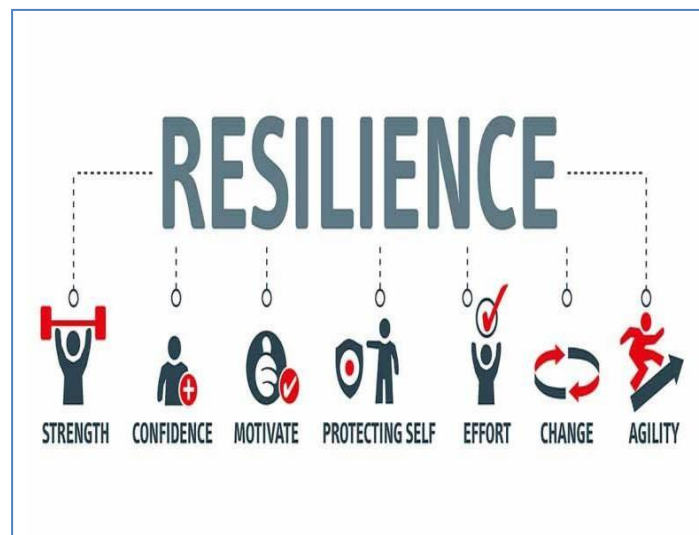 RESILIENCE
STRENGTH CONFIDENCE MOTIVATE PROTECTING SELF EFFORT CHANGE AGILITY